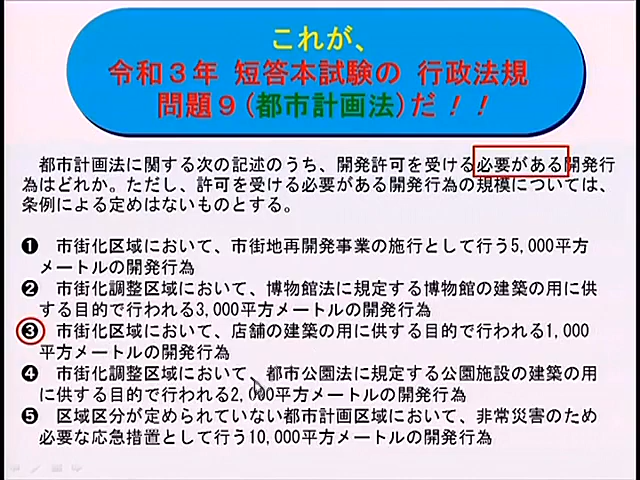 これが、
令和３年 短答本試験の 行政法規
問題９（都市計画法）だ！！
都市計画法に関する次の記述のうち、開発許可を受ける必要がある開発行
為はどれか。ただし、許可を受ける必要がある開発行為の規模については、
条例による定めはないものとする。
❶ 市街化区域において、市街地再開発事業の施行として行う5,000平方
メートルの開発行為
❷ 市街化調整区域において、博物館法に規定する博物館の建築の用に供
する目的で行われる3,000平方メートルの開発行為
❸ 市街化区域において、店舗の建築の用に供する目的で行われる1,000
平方メートルの開発行為
❹ 市街化調整区域において、都市公園法に規定する公園施設の建築の用
に供する目的で行われる2,000平方メートルの開発行為
❺ 区域区分が定められていない都市計画区域において、非常災害のため
必要な応急措置として行う10,000平方メートルの開発行為